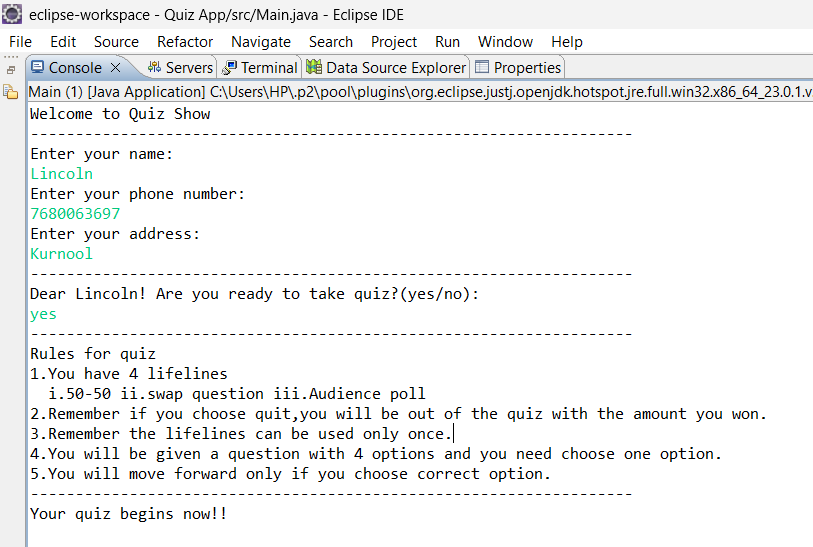 eclipse-workspace - Quiz App/src/Main.java - Eclipse IDE
File Edit Source Refactor Navigate Search Project Run Window Help
Console Servers Terminal Data Source Explorer Properties
Main (1) [Java Application] C:\Users\HP\.p2\pool\plugins\org.eclipse.justj.openjdk.hotspot.jre.full.win32.x86_64_23.0.1.v
Welcome to Quiz Show
-------------------------------------------------------------------
Enter your name:
Lincoln
Enter your phone number:
7680063697
Enter your address:
Kurnool
-------------------------------------------------------------------
Dear Lincoln! Are you ready to take quiz?(yes/no):
yes
-------------------------------------------------------------------
Rules for quiz
1.You have 4 lifelines
  i.50-50 ii.swap question iii.Audience poll
2.Remember if you choose quit,you will be out of the quiz with the amount you won.
3.Remember the lifelines can be used only once.
4.You will be given a question with 4 options and you need choose one option.
5.You will move forward only if you choose correct option.
-------------------------------------------------------------------
Your quiz begins now!!